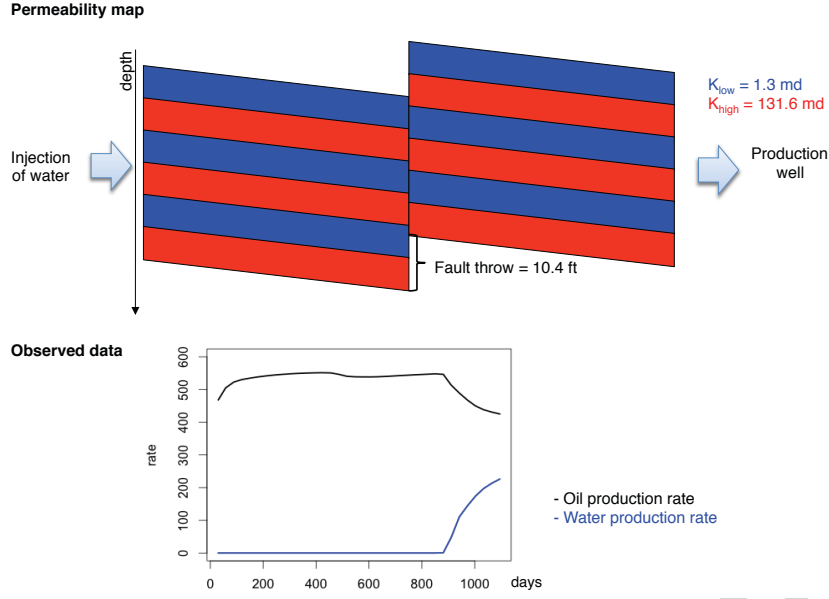 Permeability map
depth
K_low = 1.3 md
K_high = 131.6 md
Injection
of water
Production
well
Fault throw = 10.4 ft
Observed data
600
500
400
300
200
100
0
rate
0 200 400 600 800 1000 days
- Oil production rate
- Water production rate